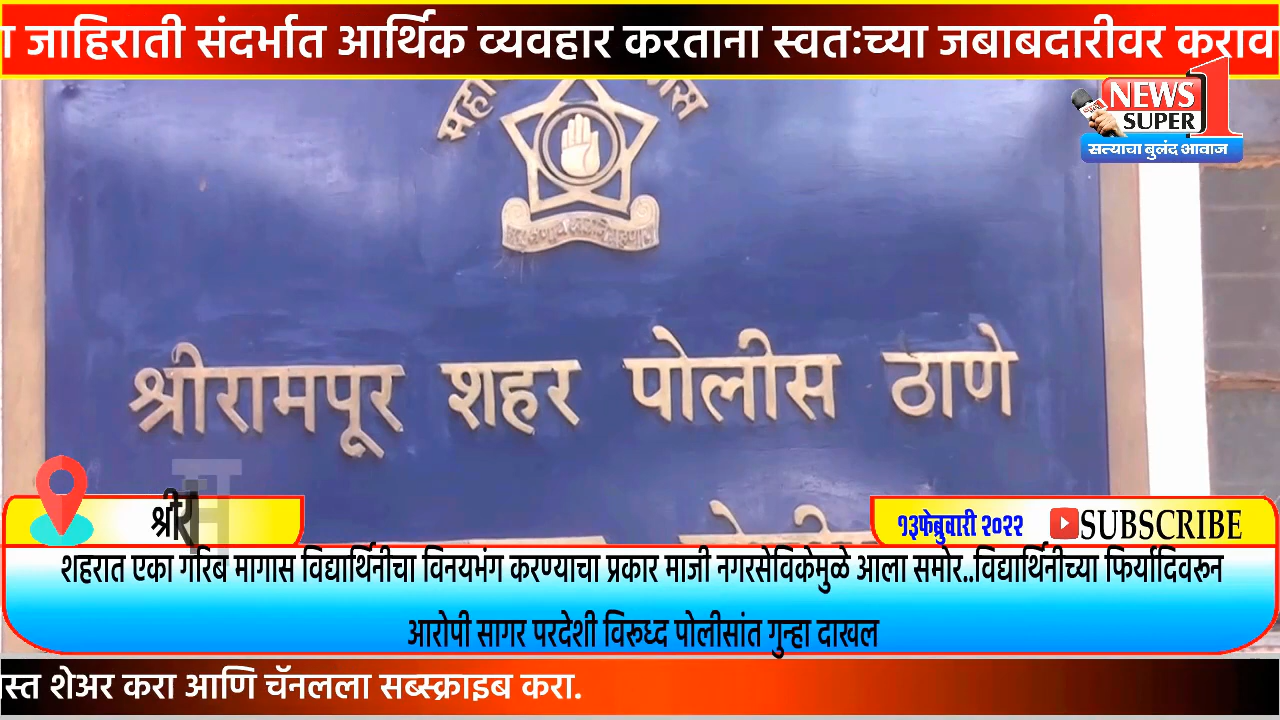 जाहिराती संदर्भात आर्थिक व्यवहार करताना स्वतःच्या जबाबदारीवर कराव
NEWS
SUPER 1
सत्याचा बुलंद आवाज
श्रीरामपूर शहर पोलीस ठाणे
श्रीर
१३फेब्रुवारी २०२२
SUBSCRIBE
शहरात एका गरिब मागास विद्यार्थिनीचा विनयभंग करण्याचा प्रकार माजी नगरसेविकेमुळे आला समोर..विद्यार्थिनीच्या फिर्यादिवरून
आरोपी सागर परदेशी विरूध्द पोलीसांत गुन्हा दाखल
स्त शेअर करा आणि चॅनलला सब्स्क्राइब करा.